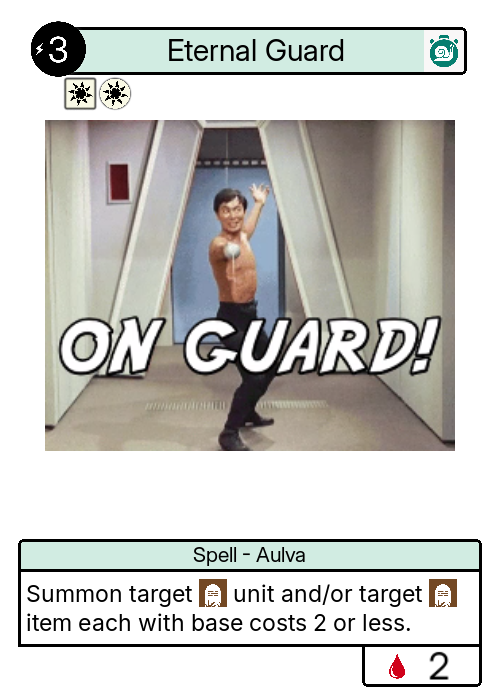 3
Eternal Guard
ON GUARD!
Spell - Aulva
Summon target unit and/or target
item each with base costs 2 or less.
2